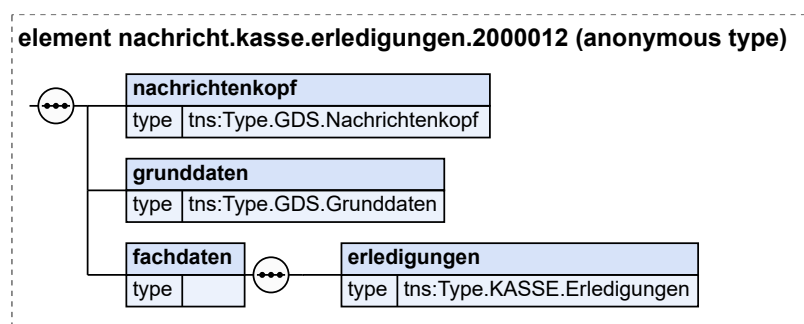 element nachricht.kasse.erledigungen.2000012 (anonymous type)
nachrichtenkopf
type tns:Type.GDS.Nachrichtenkopf
grunddaten
type tns:Type.GDS.Grunddaten
fachdaten erledigungen
type type tns:Type.KASSE.Erledigungen